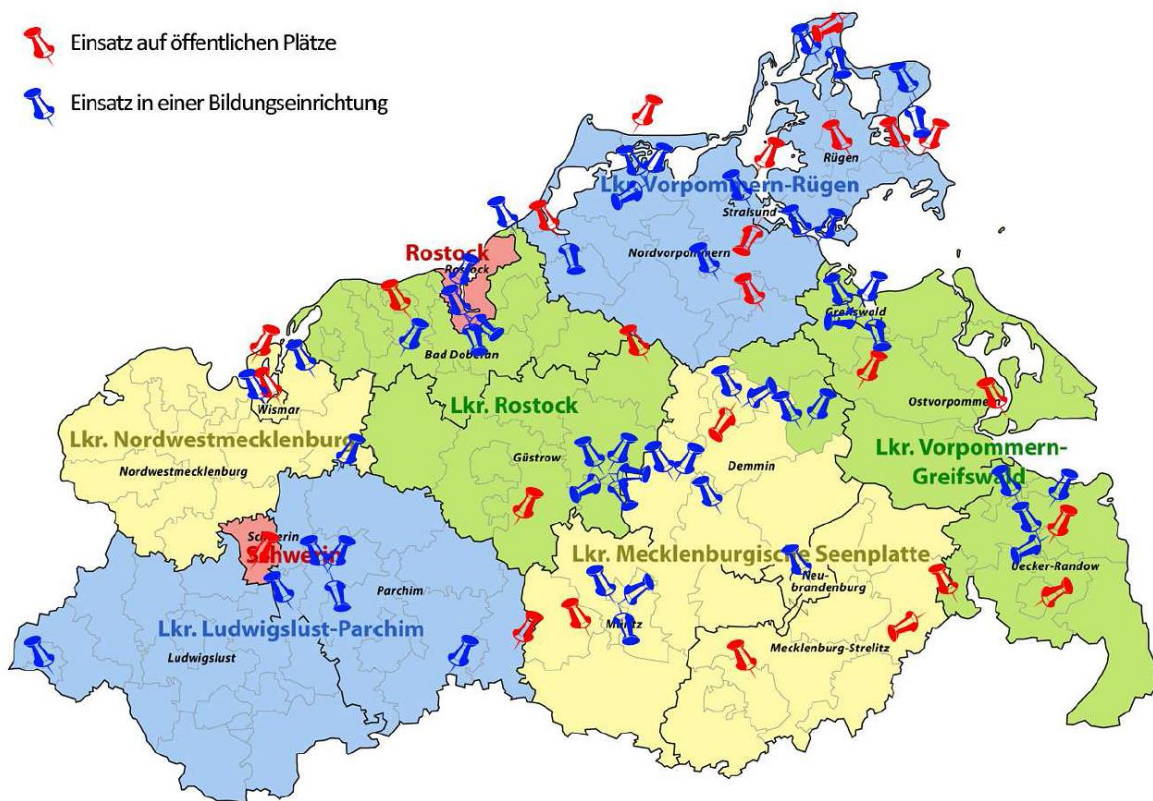 Einsatz auf öffentlichen Plätze
Einsatz in einer Bildungseinrichtung
Rügen
Lkr. Vorpommern-Rügen
Stralsund
Nordvorpommern
Rostock
Rostock
Greifswald
Bad Doberan
Ostvorpommern
Wismar
Lkr. Rostock
Lkr. Nordwestmecklenburg
Nordwestmecklenburg
Güstrow
Demmin
Lkr. Vorpommern-
Greifswald
Schwerin
Schwerin
Lkr. Mecklenburgische Seenplatte
Uecker-Randow
Neu-
brandenburg
Parchim
Müritz
Lkr. Ludwigslust-Parchim
Ludwigslust
Mecklenburg-Strelitz